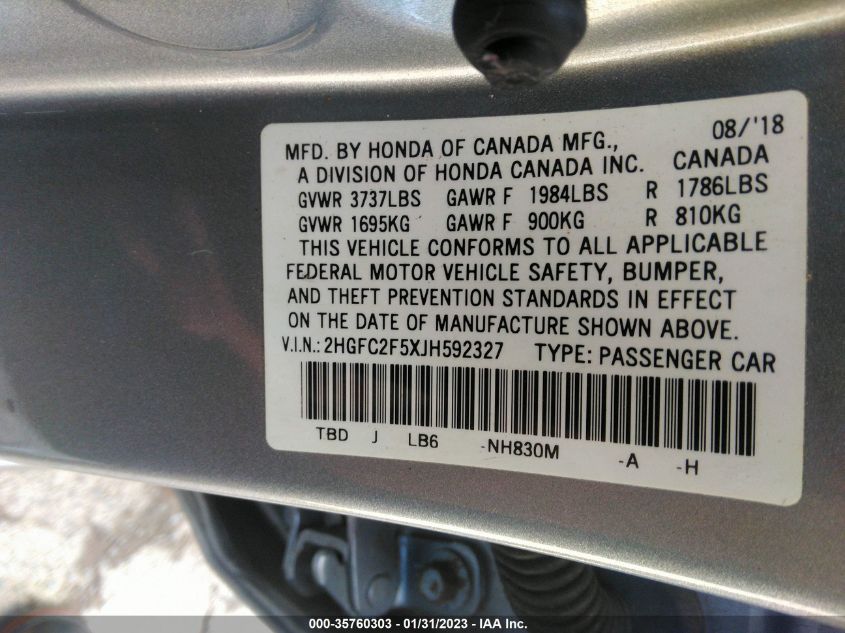 08/'18
MFD. BY HONDA OF CANADA MFG.,
A DIVISION OF HONDA CANADA INC. CANADA
GVWR 3737LBS GAWR F 1984LBS R 1786LBS
GVWR 1695KG GAWR F 900KG R 810KG
THIS VEHICLE CONFORMS TO ALL APPLICABLE
FEDERAL MOTOR VEHICLE SAFETY, BUMPER,
AND THEFT PREVENTION STANDARDS IN EFFECT
ON THE DATE OF MANUFACTURE SHOWN ABOVE.
V.I.N.: 2HGFC2F5XJH592327 TYPE: PASSENGER CAR
TBD J LB6 -NH830M -A -H
000-35760303 - 01/31/2023 - IAA Inc.